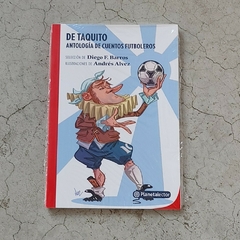 DE TAQUITO
ANTOLOGÍA DE CUENTOS FUTBOLEROS
SELECCIÓN DE Diego F. Barros
ILUSTRACIONES DE Andrés Alvez
Planetalector